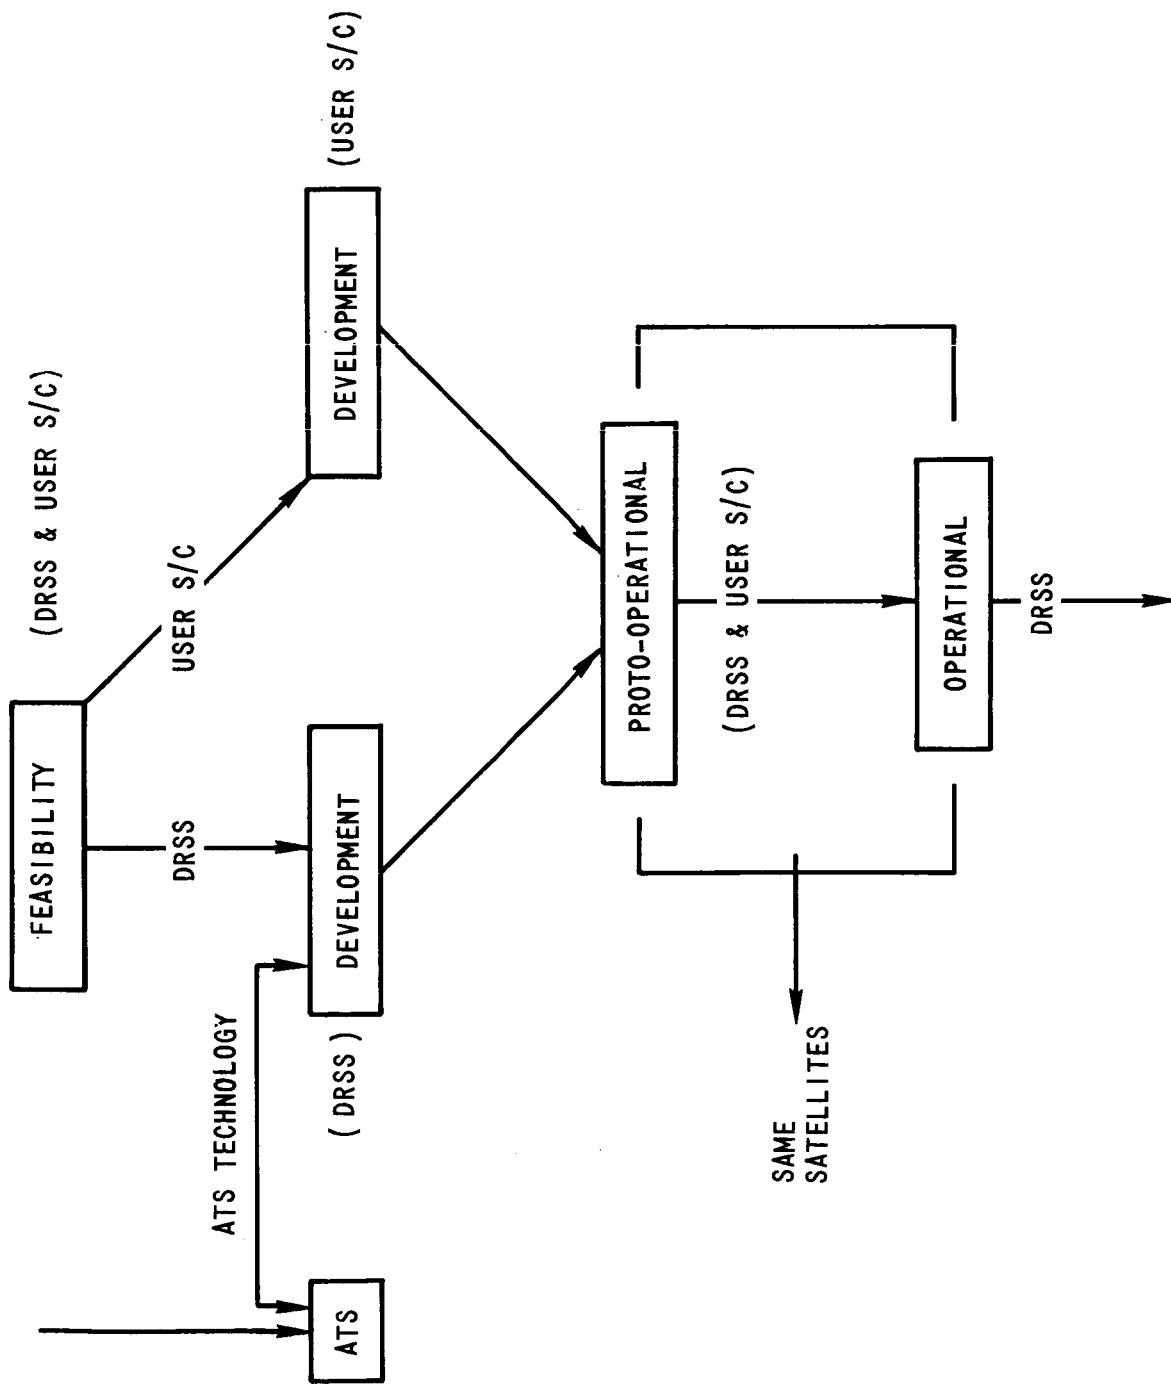 FEASIBILITY
(DRSS & USER S/C)
DRSS
USER S/C
ATS TECHNOLOGY
ATS
DEVELOPMENT
(DRSS)
DEVELOPMENT
(USER S/C)
PROTO-OPERATIONAL
(DRSS & USER S/C)
SAME
SATELLITES
OPERATIONAL
DRSS